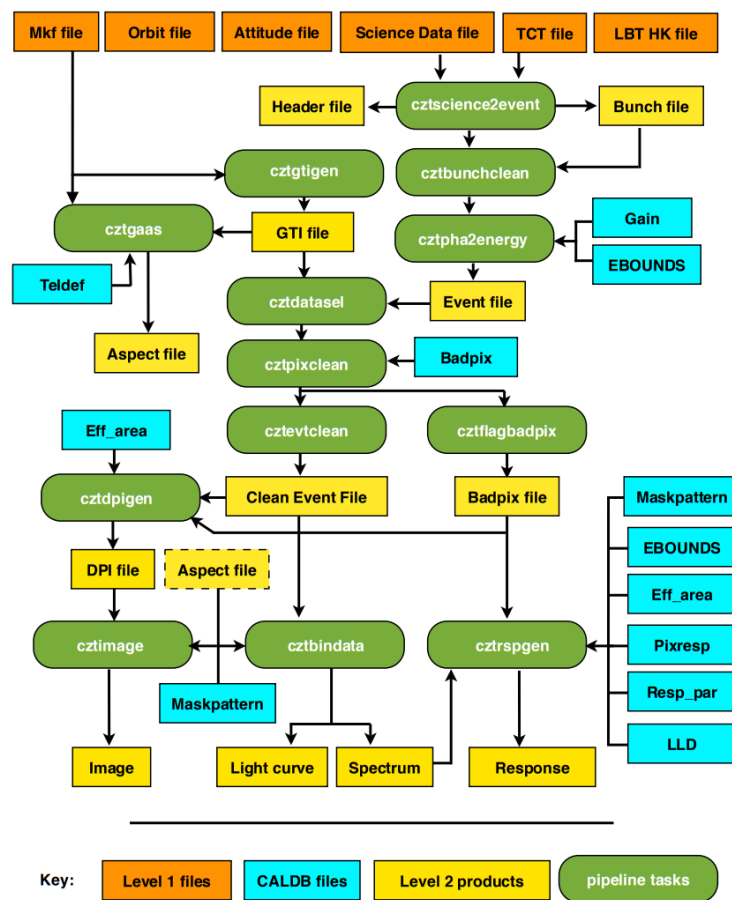 Mkf file
Orbit file
Attitude file
Science Data file
TCT file
LBT HK file
Header file
cztscience2event
Bunch file
cztgtigen
cztbunchclean
cztgaas
GTI file
cztpha2energy
Gain
EBOUNDS
Teldef
cztdatasel
Event file
Aspect file
cztpixclean
Badpix
Eff_area
cztevtclean
cztflagbadpix
cztdpigen
Clean Event File
Badpix file
Maskpattern
EBOUNDS
DPI file
Aspect file
Eff_area
cztimage
cztbindata
cztrspgen
Pixresp
Maskpattern
Resp_par
LLD
Image
Light curve
Spectrum
Response
Key:
Level 1 files
CALDB files
Level 2 products
pipeline tasks